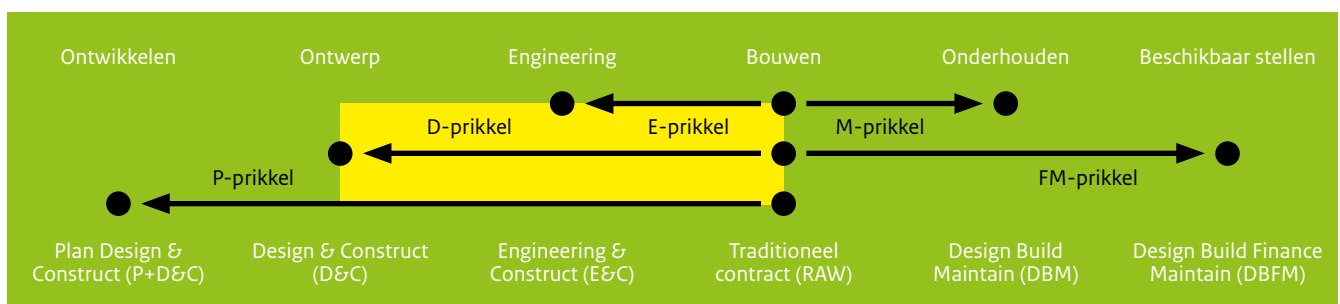 Ontwikkelen
Ontwerp
Engineering
Bouwen
Onderhouden
Beschikbaar stellen
D-prikkel
E-prikkel
M-prikkel
P-prikkel
FM-prikkel
Plan Design &
Construct (P+D&C)
Design & Construct
(D&C)
Engineering &
Construct (E&C)
Traditioneel
contract (RAW)
Design Build
Maintain (DBM)
Design Build Finance
Maintain (DBFM)